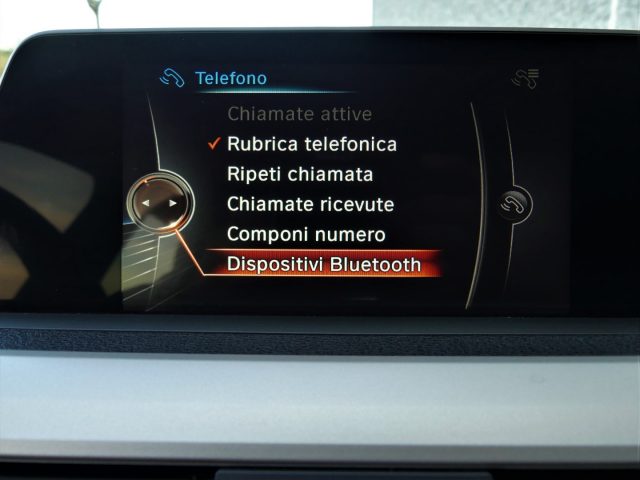 Telefono
Chiamate attive
Rubrica telefonica
Ripeti chiamata
Chiamate ricevute
Componi numero
Dispositivi Bluetooth